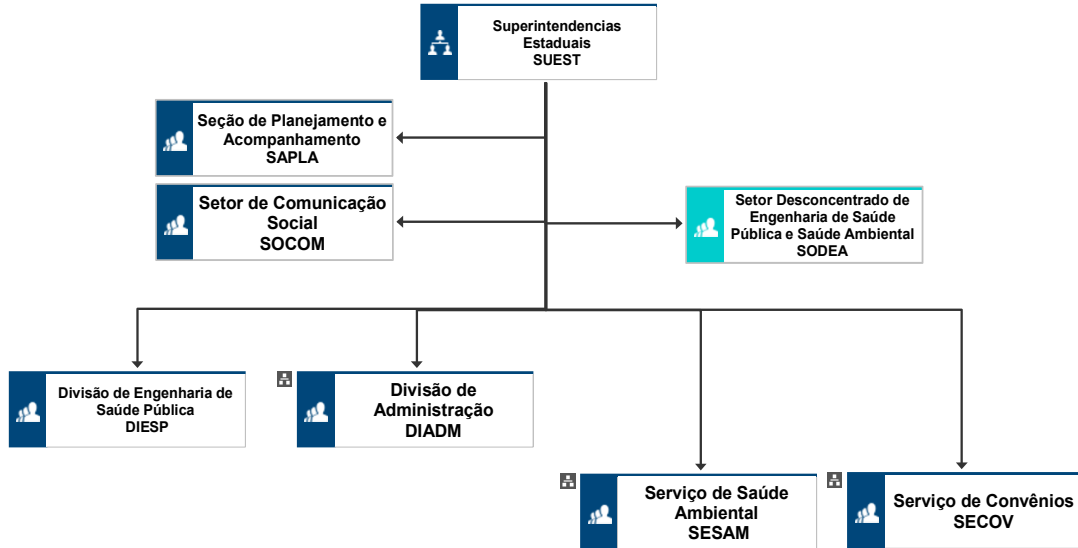 Superintendencias
Estaduais
SUEST
Seção de Planejamento e
Acompanhamento
SAPLA
Setor de Comunicação
Social
SOCOM
Setor Desconcentrado de
Engenharia de Saúde
Pública e Saúde Ambiental
SODEA
Divisão de Engenharia de
Saúde Pública
DIESP
Divisão de
Administração
DIADM
Serviço de Saúde
Ambiental
SESAM
Serviço de Convênios
SECOV